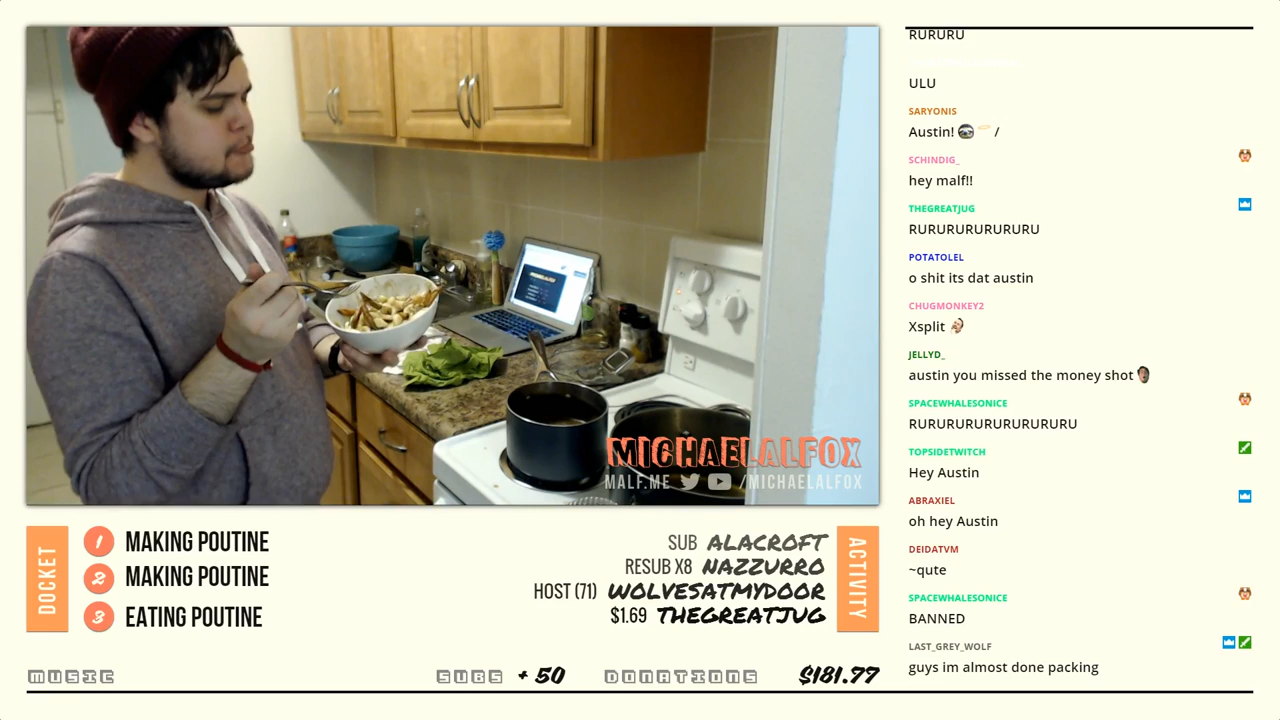 MICHAELALFOX
MALF.ME /MICHAELALFOX
DOCKET
1 MAKING POUTINE
2 MAKING POUTINE
3 EATING POUTINE
SUB ALACROFT
RESUB X8 NAZZURRO
HOST (71) WOLVESATMYDOOR
$1.69 THEGREATJUG
ACTIVITY
MUSIC
SUBS + 50
DONATIONS $181.77
RURURU
ULU
SARYONIS
Austin! /
SCHINDIG_
hey malf!!
THEGREATJUG
RURURURURURURU
POTATOLEL
o shit its dat austin
CHUGMONKEY2
Xsplit
JELLYD_
austin you missed the money shot
SPACEWHALESONICE
RURURURURURURURURU
TOPSIDETWITCH
Hey Austin
ABRAXIEL
oh hey Austin
DEIDATVM
~qute
SPACEWHALESONICE
BANNED
LAST_GREY_WOLF
guys im almost done packing